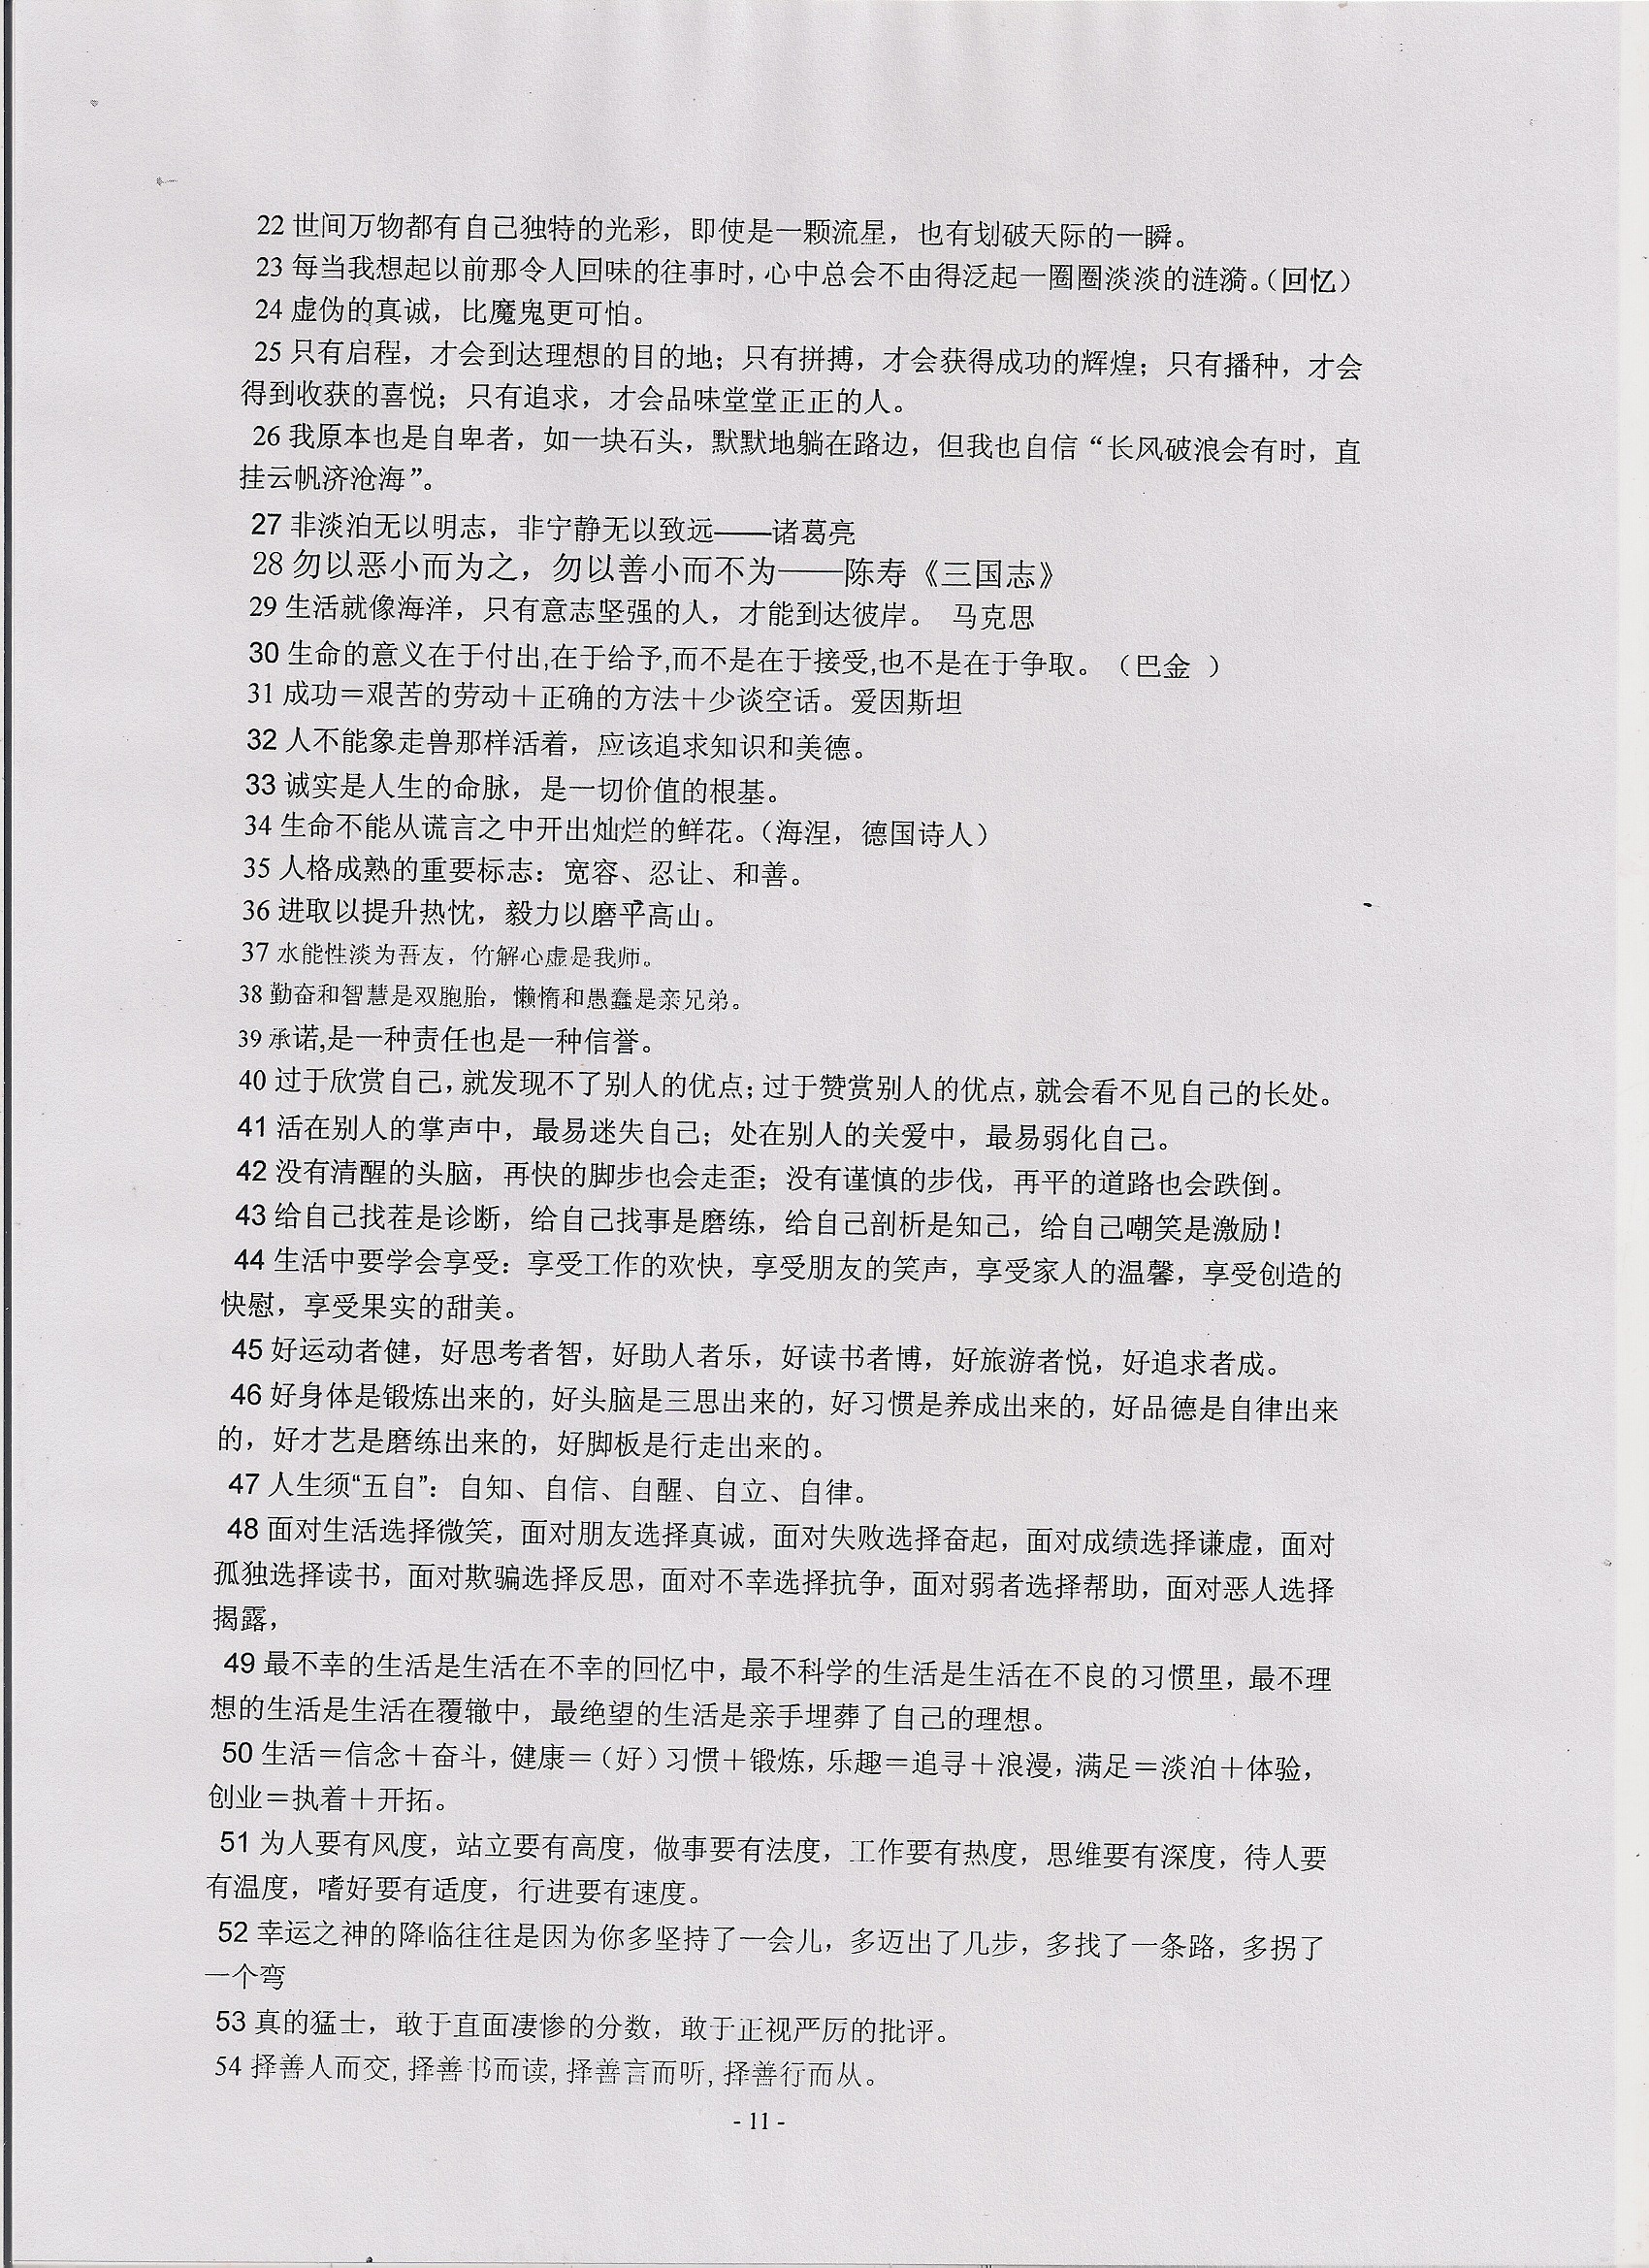 22 世间万物都有自己独特的光彩，即使是一颗流星，也有划破天际的一瞬。
23 每当我想起以前那令人回味的往事时，心中总会不由得泛起一圈圈淡淡的涟漪。（回忆）
24 虚伪的真诚，比魔鬼更可怕。
25 只有启程，才会到达理想的目的地；只有拼搏，才会获得成功的辉煌；只有播种，才会
得到收获的喜悦；只有追求，才会品味堂堂正正的人。
26 我原本也是自卑者，如一块石头，默默地躺在路边，但我也自信“长风破浪会有时，直
挂云帆济沧海”。
27 非淡泊无以明志，非宁静无以致远——诸葛亮
28 勿以恶小而为之，勿以善小而不为——陈寿《三国志》
29 生活就像海洋，只有意志坚强的人，才能到达彼岸。 马克思
30 生命的意义在于付出,在于给予,而不是在于接受,也不是在于争取。（巴金 ）
31 成功＝艰苦的劳动＋正确的方法＋少谈空话。爱因斯坦
32 人不能象走兽那样活着，应该追求知识和美德。
33 诚实是人生的命脉，是一切价值的根基。
34 生命不能从谎言之中开出灿烂的鲜花。（海涅，德国诗人）
35 人格成熟的重要标志：宽容、忍让、和善。
36 进取以提升热忱，毅力以磨平高山。
37 水能性淡为吾友，竹解心虚是我师。
38 勤奋和智慧是双胞胎，懒惰和愚蠢是亲兄弟。
39 承诺,是一种责任也是一种信誉。
40 过于欣赏自己，就发现不了别人的优点；过于赞赏别人的优点，就会看不见自己的长处。
41 活在别人的掌声中，最易迷失自己；处在别人的关爱中，最易弱化自己。
42 没有清醒的头脑，再快的脚步也会走歪；没有谨慎的步伐，再平的道路也会跌倒。
43 给自己找茬是诊断，给自己找事是磨练，给自己剖析是知己，给自己嘲笑是激励！
44 生活中要学会享受：享受工作的欢快，享受朋友的笑声，享受家人的温馨，享受创造的
快慰，享受果实的甜美。
45 好运动者健，好思考者智，好助人者乐，好读书者博，好旅游者悦，好追求者成。
46 好身体是锻炼出来的，好头脑是三思出来的，好习惯是养成出来的，好品德是自律出来
的，好才艺是磨练出来的，好脚板是行走出来的。
47 人生须“五自”：自知、自信、自醒、自立、自律。
48 面对生活选择微笑，面对朋友选择真诚，面对失败选择奋起，面对成绩选择谦虚，面对
孤独选择读书，面对欺骗选择反思，面对不幸选择抗争，面对弱者选择帮助，面对恶人选择
揭露，
49 最不幸的生活是生活在不幸的回忆中，最不科学的生活是生活在不良的习惯里，最不理
想的生活是生活在覆辙中，最绝望的生活是亲手埋葬了自己的理想。
50 生活＝信念＋奋斗，健康＝（好）习惯＋锻炼，乐趣＝追寻＋浪漫，满足＝淡泊＋体验，
创业＝执着＋开拓。
51 为人要有风度，站立要有高度，做事要有法度，工作要有热度，思维要有深度，待人要
有温度，嗜好要有适度，行进要有速度。
52 幸运之神的降临往往是因为你多坚持了一会儿，多迈出了几步，多找了一条路，多拐了
一个弯
53 真的猛士，敢于直面凄惨的分数，敢于正视严厉的批评。
54 择善人而交，择善书而读，择善言而听，择善行而从。
- 11 -